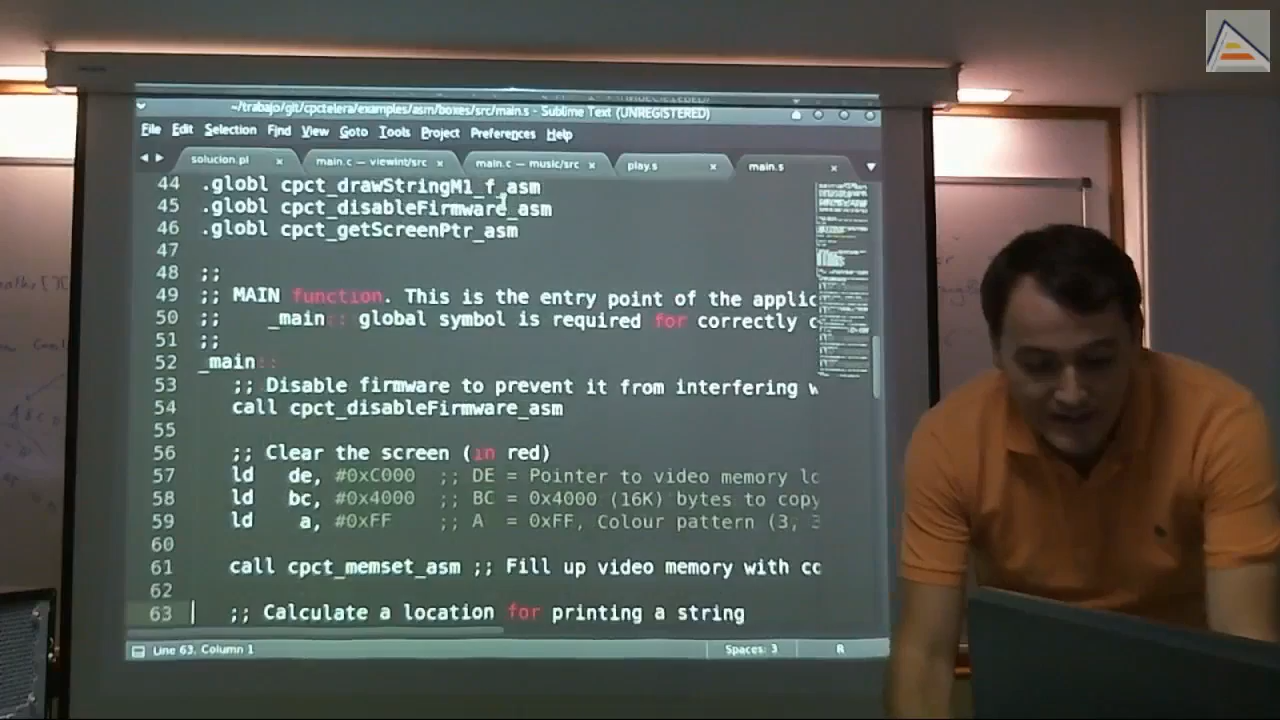 ~/trabajo/git/cpctelera/examples/asm/boxes/src/main.s - Sublime Text (UNREGISTERED)
File Edit Selection Find View Goto Tools Project Preferences Help
solucion.pl main.c — viewint/src main.c — music/src play.s main.s
44 .globl cpct_drawStringM1_f_asm
45 .globl cpct_disableFirmware_asm
46 .globl cpct_getScreenPtr_asm
47
48 ;;
49 ;; MAIN function. This is the entry point of the applic
50 ;; _main:: global symbol is required for correctly c
51 ;;
52 _main::
53 ;; Disable firmware to prevent it from interfering w
54 call cpct_disableFirmware_asm
55
56 ;; Clear the screen (in red)
57 ld de, #0xC000 ;; DE = Pointer to video memory lo
58 ld bc, #0x4000 ;; BC = 0x4000 (16K) bytes to copy
59 ld a, #0xFF ;; A = 0xFF, Colour pattern (3, 3
60
61 call cpct_memset_asm ;; Fill up video memory with co
62
63 ;; Calculate a location for printing a string
Line 63, Column 1 Spaces: 3 R